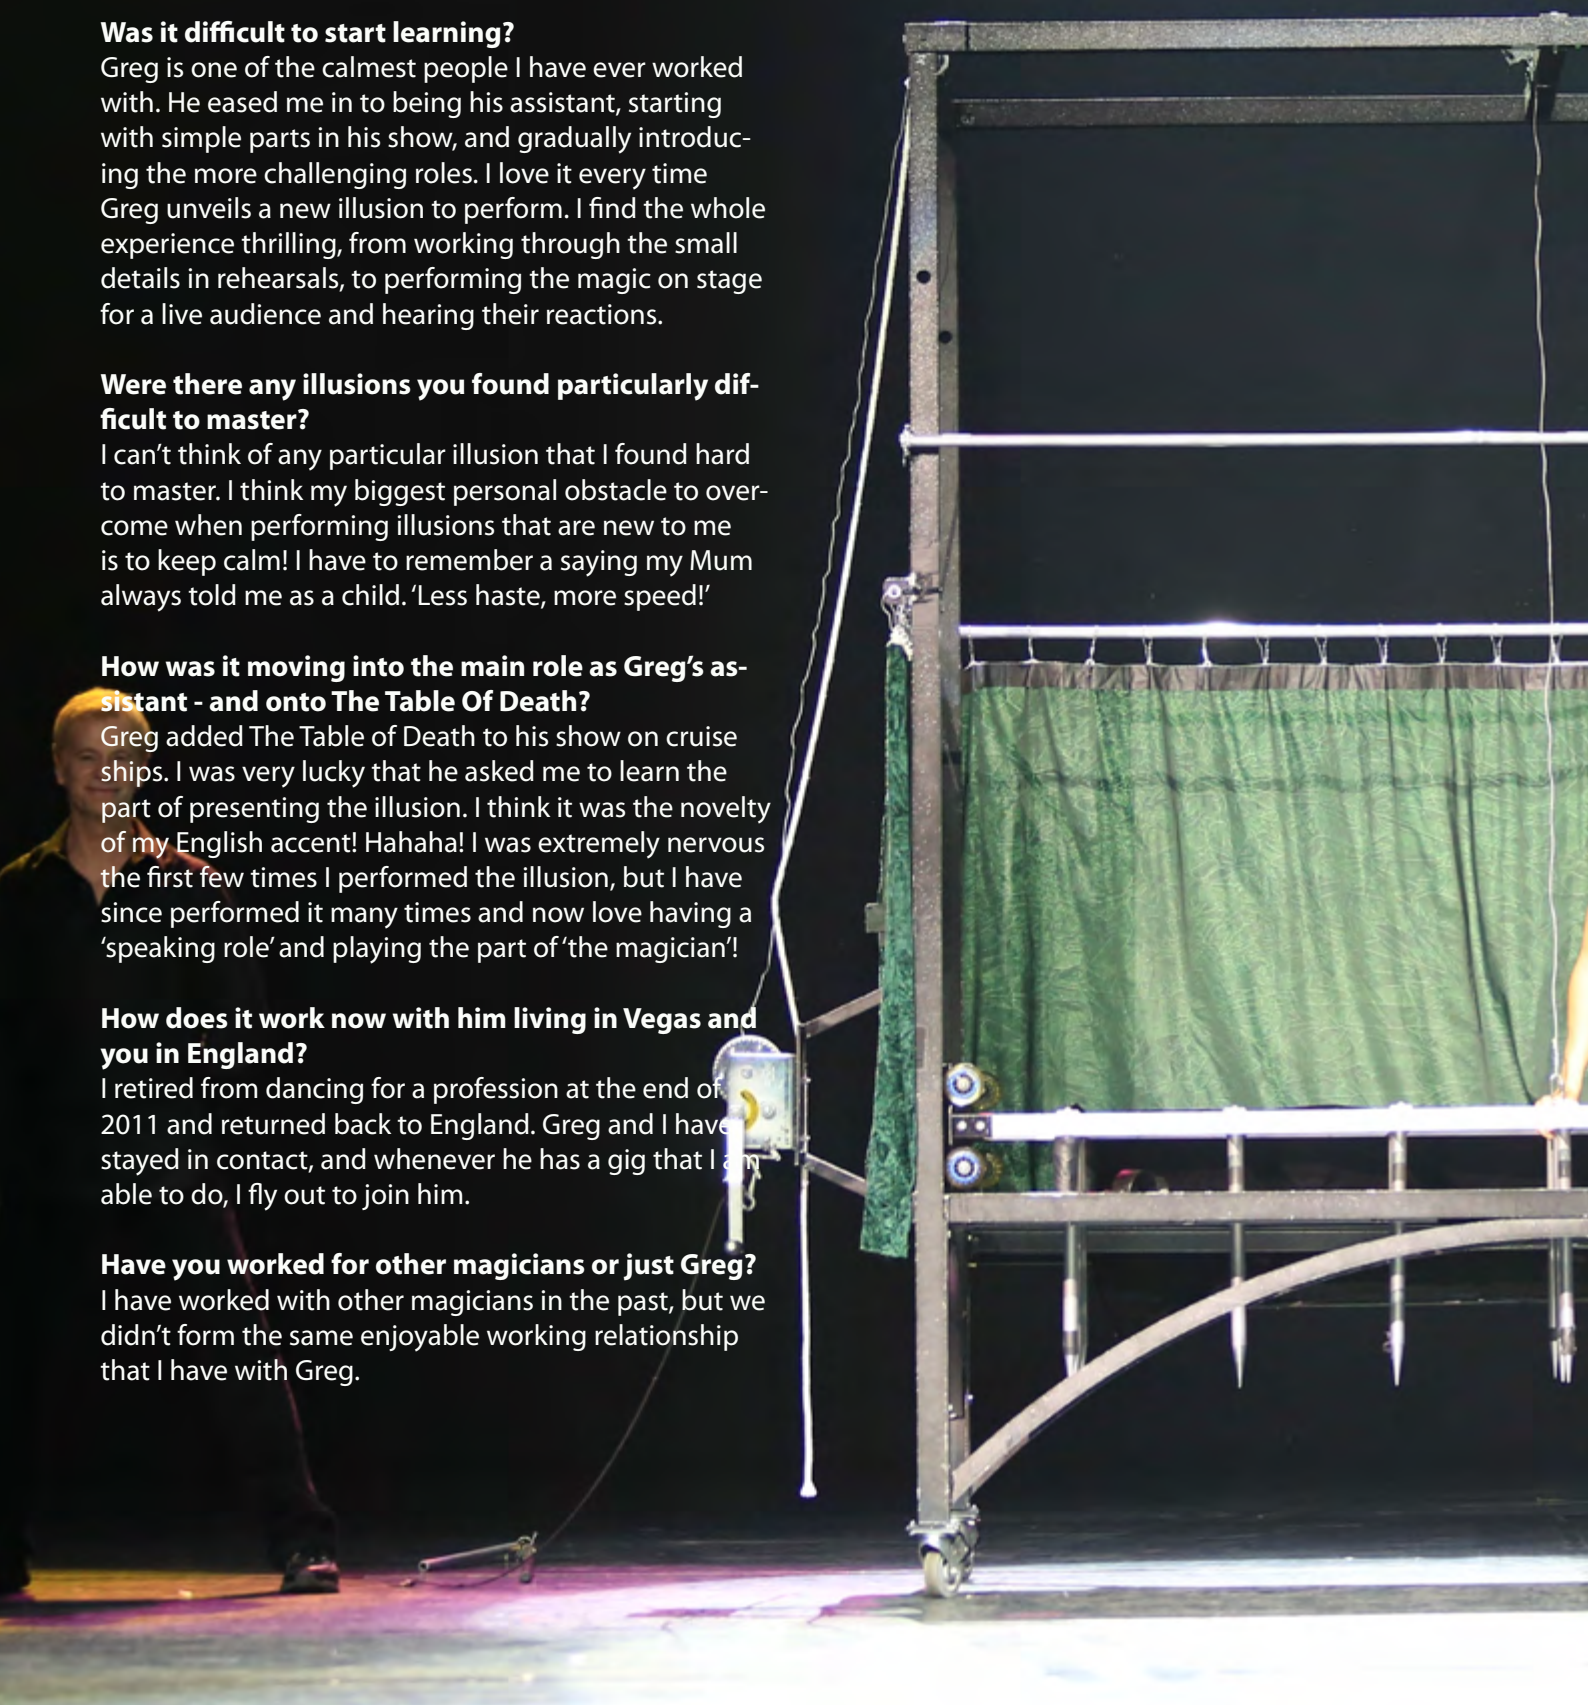 Was it difficult to start learning?
Greg is one of the calmest people I have ever worked
with. He eased me in to being his assistant, starting
with simple parts in his show, and gradually introduc-
ing the more challenging roles. I love it every time
Greg unveils a new illusion to perform. I find the whole
experience thrilling, from working through the small
details in rehearsals, to performing the magic on stage
for a live audience and hearing their reactions.
Were there any illusions you found particularly dif-
ficult to master?
I can’t think of any particular illusion that I found hard
to master. I think my biggest personal obstacle to over-
come when performing illusions that are new to me
is to keep calm! I have to remember a saying my Mum
always told me as a child. ‘Less haste, more speed!’
How was it moving into the main role as Greg’s as-
sistant - and onto The Table Of Death?
Greg added The Table of Death to his show on cruise
ships. I was very lucky that he asked me to learn the
part of presenting the illusion. I think it was the novelty
of my English accent! Hahaha! I was extremely nervous
the first few times I performed the illusion, but I have
since performed it many times and now love having a
‘speaking role’ and playing the part of ‘the magician’!
How does it work now with him living in Vegas and
you in England?
I retired from dancing for a profession at the end of
2011 and returned back to England. Greg and I have
stayed in contact, and whenever he has a gig that I am
able to do, I fly out to join him.
Have you worked for other magicians or just Greg?
I have worked with other magicians in the past, but we
didn’t form the same enjoyable working relationship
that I have with Greg.